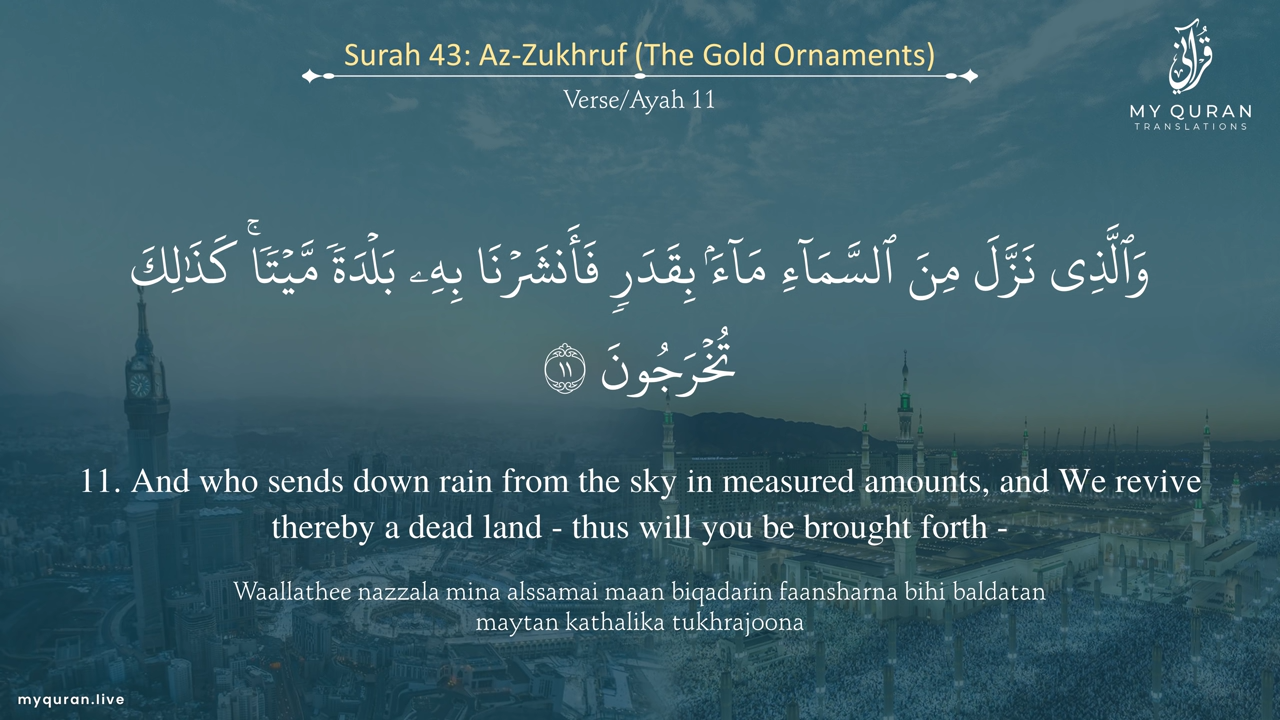 Surah 43: Az-Zukhruf (The Gold Ornaments)
Verse/Ayah 11
قرآني
MY QURAN
TRANSLATIONS
وَٱلَّذِى نَزَّلَ مِنَ ٱلسَّمَآءِ مَآءًۢ بِقَدَرٍۢ فَأَنشَرْنَا بِهِۦ بَلْدَةًۭ مَّيْتًۭا ۚ كَذَٰلِكَ
تُخْرَجُونَ ١١
11. And who sends down rain from the sky in measured amounts, and We revive
thereby a dead land - thus will you be brought forth -
Waallathee nazzala mina alssamai maan biqadarin faansharna bihi baldatan
maytan kathalika tukhrajoona
myquran.live